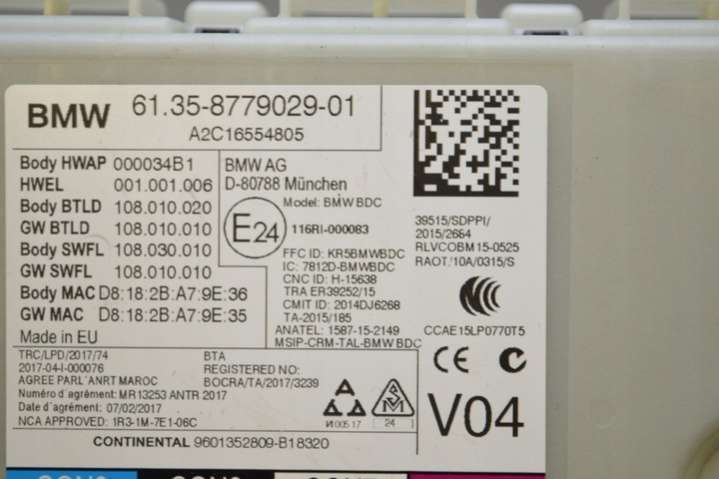 BMW 61.35-8779029-01
A2C16554805
Body HWAP 000034B1
HWEL 001.001.006
Body BTLD 108.010.020
GW BTLD 108.010.010
Body SWFL 108.030.010
GW SWFL 108.010.010
Body MAC D8:18:2B:A7:9E:36
GW MAC D8:18:2B:A7:9E:35
Made in EU
BMW AG
D-80788 München
Model: BMW BDC
E24 116RI-000083
FFC ID: KR5BMWBDC
IC: 7812D-BMWBDC
CNC ID: H-15638
TRA ER39252/15
CMIT ID: 2014DJ6268
TA-2015/185
ANATEL: 1587-15-2149
MSIP-CRM-TAL-BMW BDC
39515/SDPPI/
2015/2664
RLVCOBM15-0525
RAOT.'10A/0315/S
CCAE15LP0770T5
CE
TRC/LPD/2017/74
2017-04-I-000076
AGREE PARL'ANRT MAROC
Numéro d'agrément: MR13253 ANTR 2017
Date d'agrément: 07/02/2017
NCA APPROVED: 1R3-1M-7E1-06C
BTA
REGISTERED NO:
BOCRA/TA/2017/3239
24
V04
CONTINENTAL 9601352809-B18320